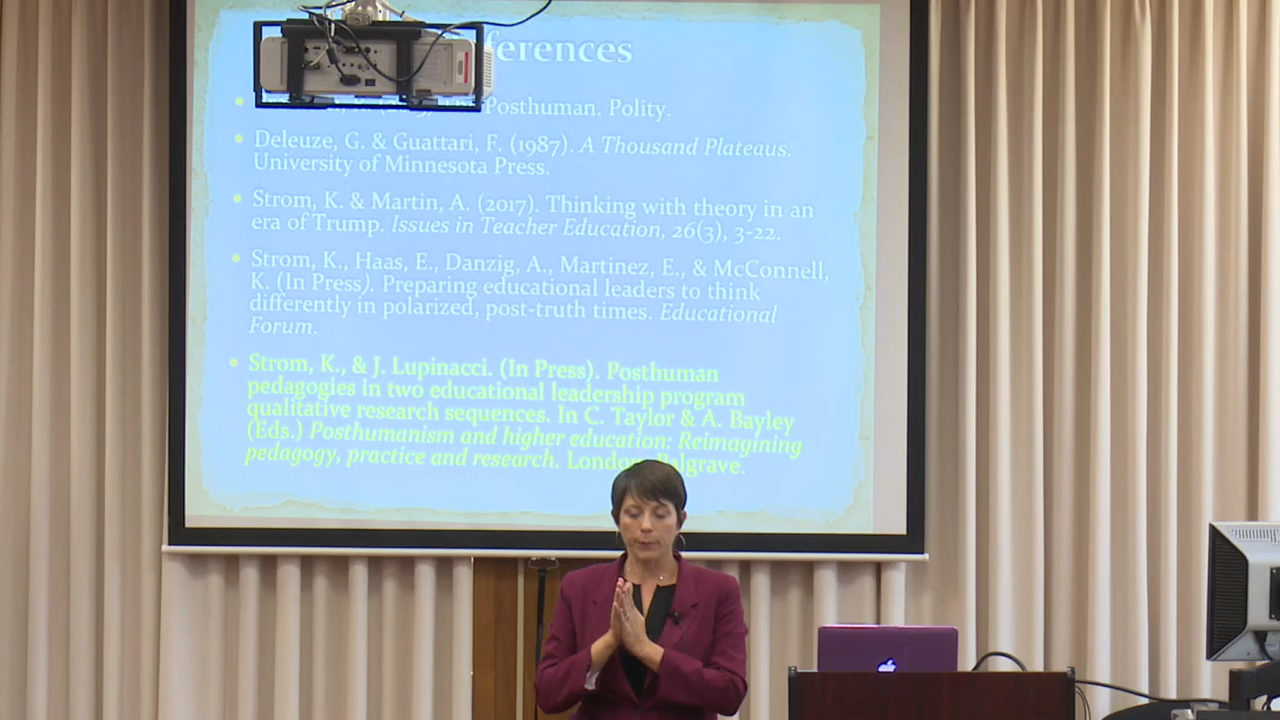 ferences
Posthuman. Polity.
Deleuze, G. & Guattari, F. (1987). A Thousand Plateaus.
University of Minnesota Press.
Strom, K. & Martin, A. (2017). Thinking with theory in an
era of Trump. Issues in Teacher Education, 26(3), 3-22.
Strom, K., Haas, E., Danzig, A., Martinez, E., & McConnell,
K. (In Press). Preparing educational leaders to think
differently in polarized, post-truth times. Educational
Forum.
Strom, K., & J. Lupinacci. (In Press). Posthuman
pedagogies in two educational leadership program
qualitative research sequences. In C. Taylor & A. Bayley
(Eds.) Posthumanism and higher education: Reimagining
pedagogy, practice and research. London: Palgrave.